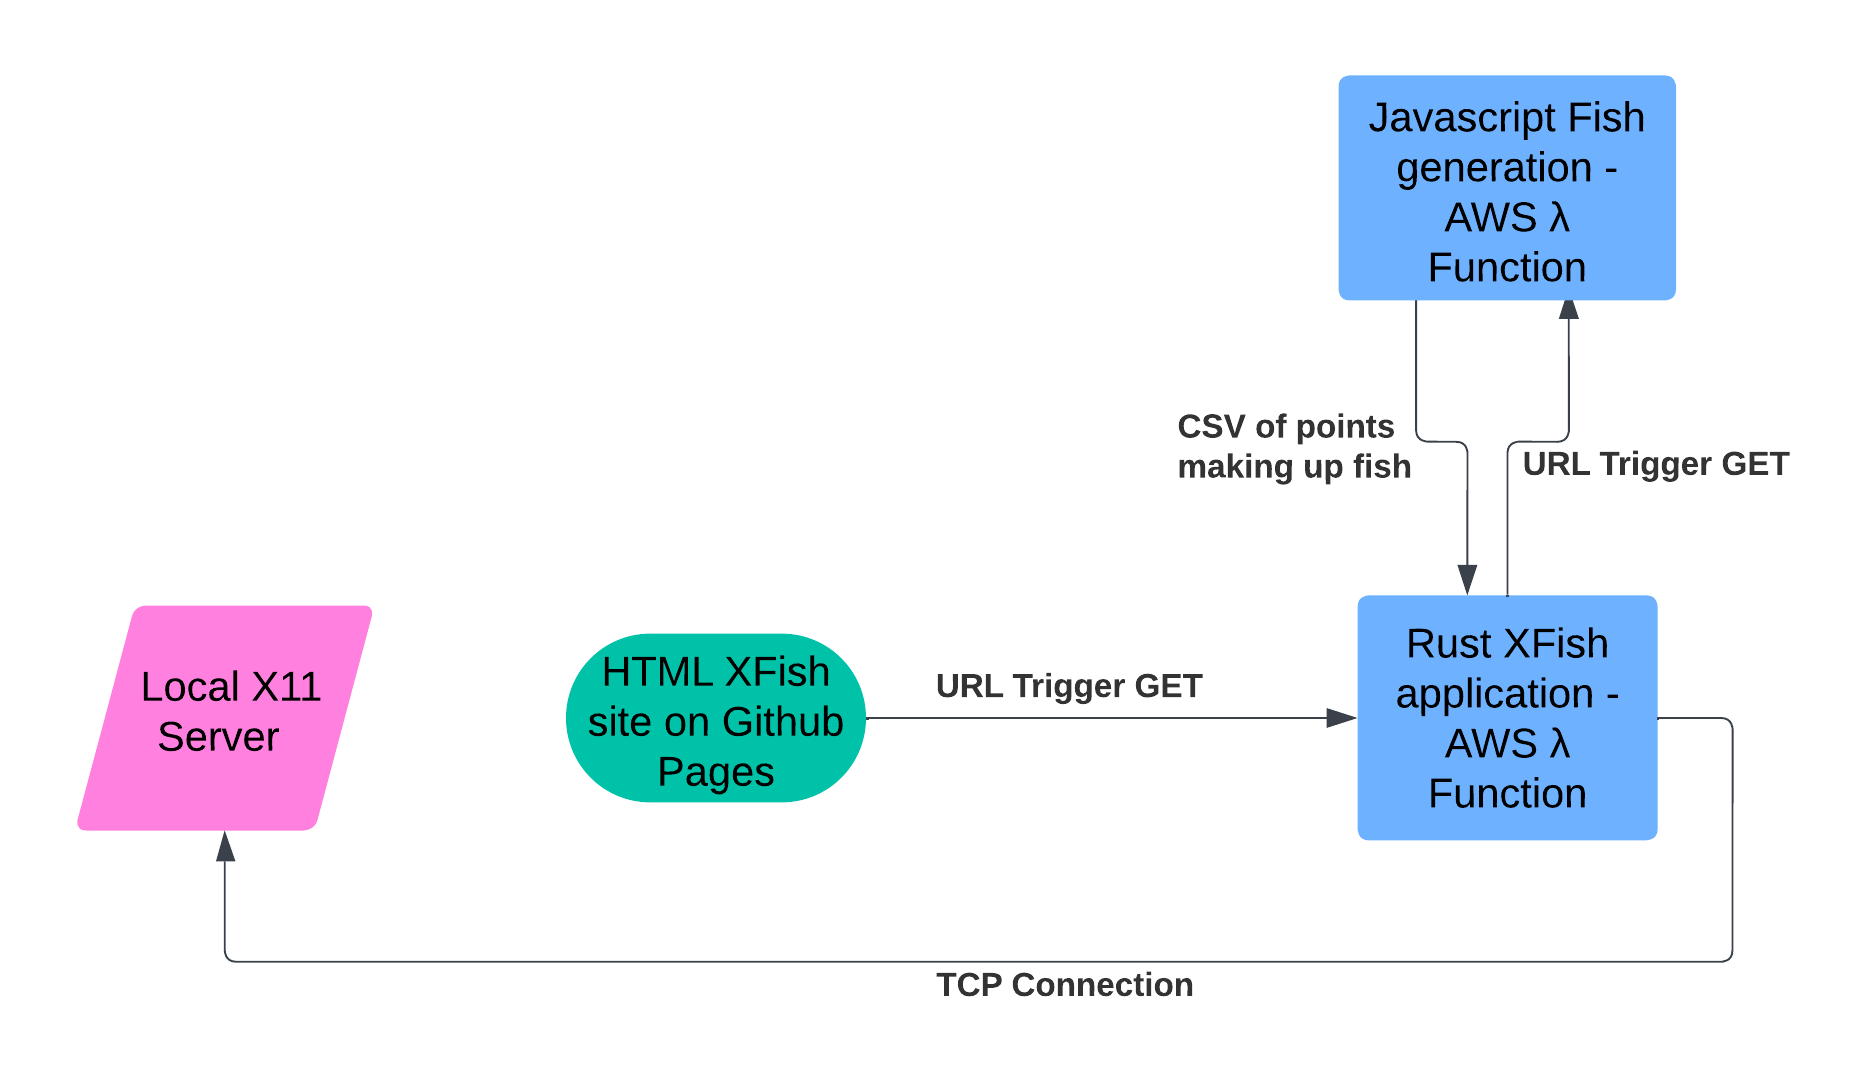 Javascript Fish
generation -
AWS λ
Function
CSV of points
making up fish
URL Trigger GET
Local X11
Server
HTML XFish
site on Github
Pages
URL Trigger GET
Rust XFish
application -
AWS λ
Function
TCP Connection